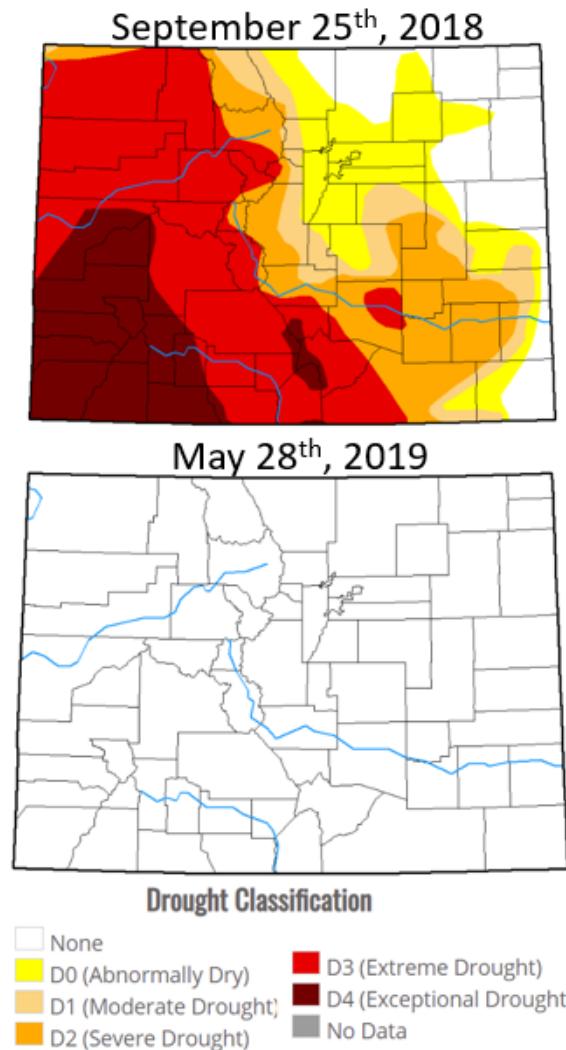 September 25th, 2018
May 28th, 2019
Drought Classification
None
D0 (Abnormally Dry)
D1 (Moderate Drought)
D2 (Severe Drought)
D3 (Extreme Drought)
D4 (Exceptional Drought
No Data